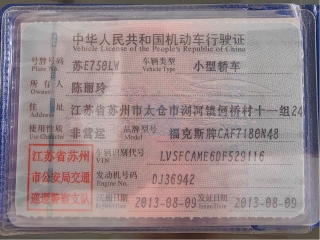 中华人民共和国机动车行驶证
Vehicle License of the People's Republic of China
号牌号码 苏E750LW 车辆类型 小型轿车
Plate No. Vehicle Type
所有人 陈丽玲
Owner
住址 江苏省苏州市太仓市浏河镇何桥村十一组24
Address
使用性质 非营运 品牌型号 福克斯牌CAF7180N48
Use Character Model
江苏省苏州
车辆识别代号 LVSFCAME6DF529116
VIN
市公安局交通
发动机号码 DJ36942
Engine No.
巡逻警察支队
注册日期 2013-08-09 发证日期 2013-08-09